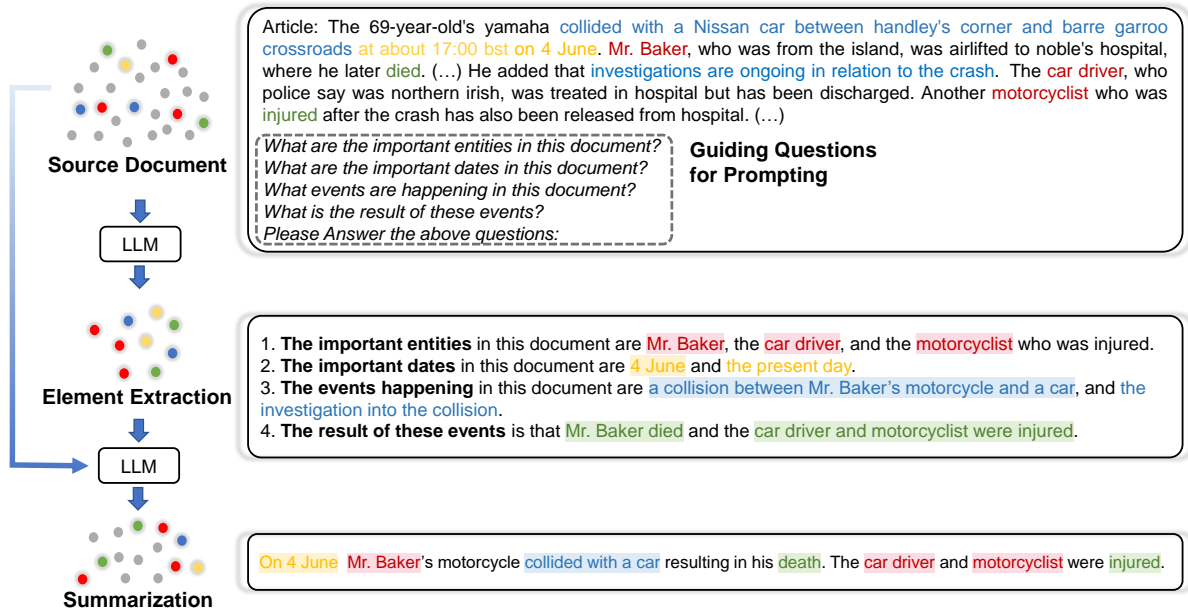 Article: The 69-year-old's yamaha collided with a Nissan car between handley's corner and barre garroo
crossroads at about 17:00 bst on 4 June. Mr. Baker, who was from the island, was airlifted to noble's hospital,
where he later died. (…) He added that investigations are ongoing in relation to the crash. The car driver, who
police say was northern irish, was treated in hospital but has been discharged. Another motorcyclist who was
injured after the crash has also been released from hospital. (…)
What are the important entities in this document?
What are the important dates in this document?
What events are happening in this document?
What is the result of these events?
Please Answer the above questions:
Guiding Questions
for Prompting
Source Document
LLM
1. The important entities in this document are Mr. Baker, the car driver, and the motorcyclist who was injured.
2. The important dates in this document are 4 June and the present day.
3. The events happening in this document are a collision between Mr. Baker's motorcycle and a car, and the
investigation into the collision.
4. The result of these events is that Mr. Baker died and the car driver and motorcyclist were injured.
Element Extraction
LLM
On 4 June Mr. Baker's motorcycle collided with a car resulting in his death. The car driver and motorcyclist were injured.
Summarization